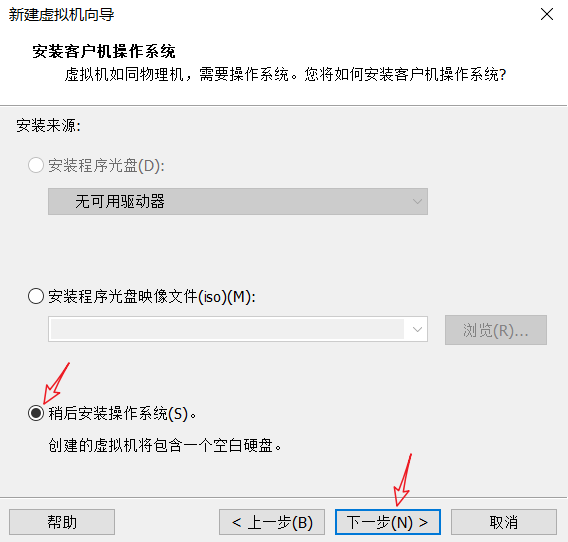 新建虚拟机向导
安装客户机操作系统
虚拟机如同物理机，需要操作系统。您将如何安装客户机操作系统?
安装来源:
安装程序光盘(D):
无可用驱动器
安装程序光盘映像文件(iso)(M):
浏览(R)...
稍后安装操作系统(S)。
创建的虚拟机将包含一个空白硬盘。
帮助
< 上一步(B)
下一步(N) >
取消